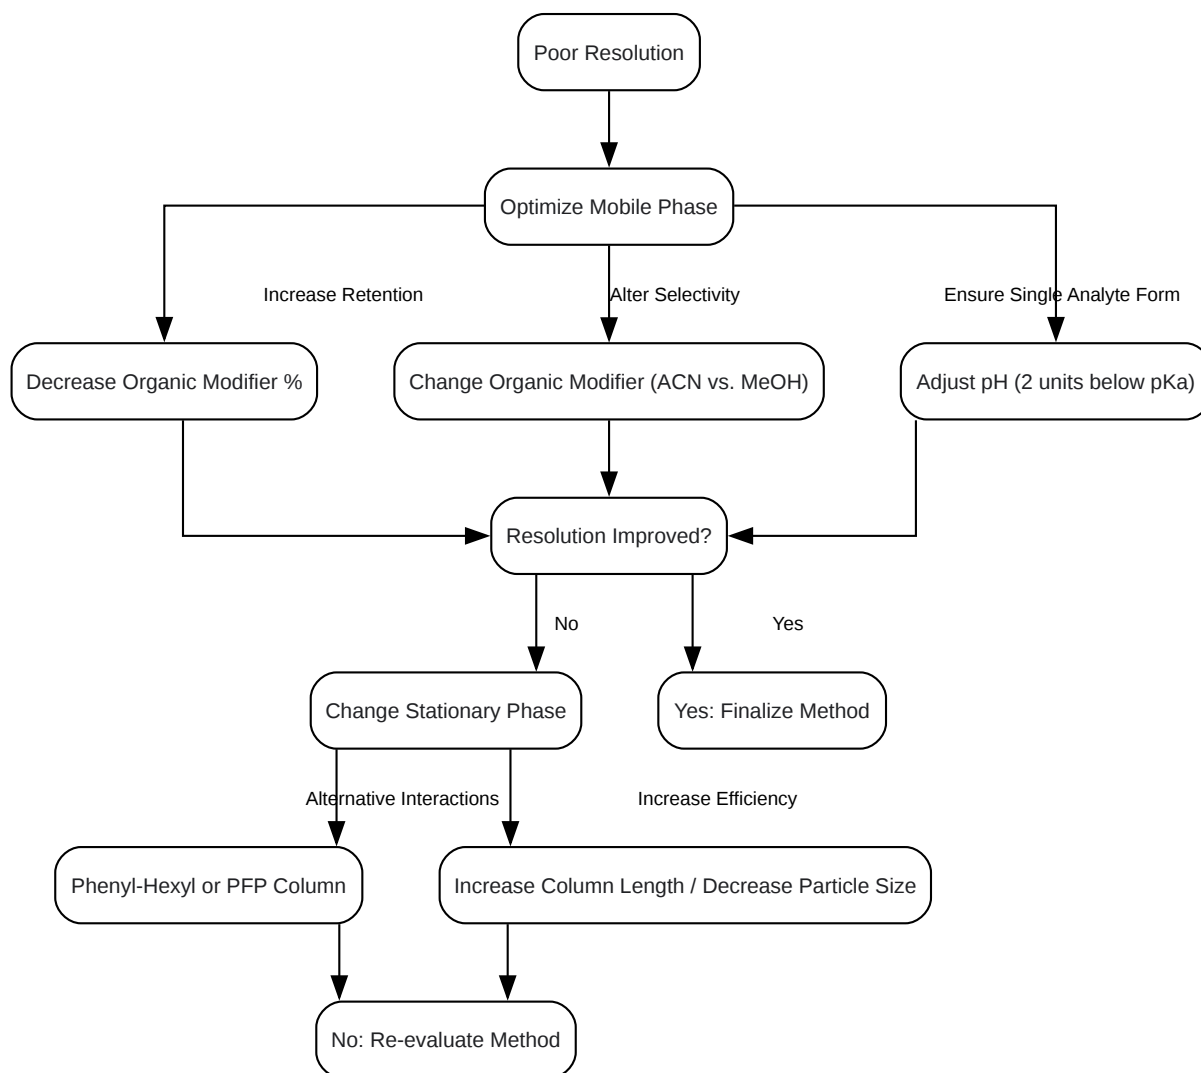 Poor Resolution
Optimize Mobile Phase
Increase Retention
Alter Selectivity
Ensure Single Analyte Form
Decrease Organic Modifier %
Change Organic Modifier (ACN vs. MeOH)
Adjust pH (2 units below pKa)
Resolution Improved?
No
Yes
Change Stationary Phase
Yes: Finalize Method
Alternative Interactions
Increase Efficiency
Phenyl-Hexyl or PFP Column
Increase Column Length / Decrease Particle Size
No: Re-evaluate Method